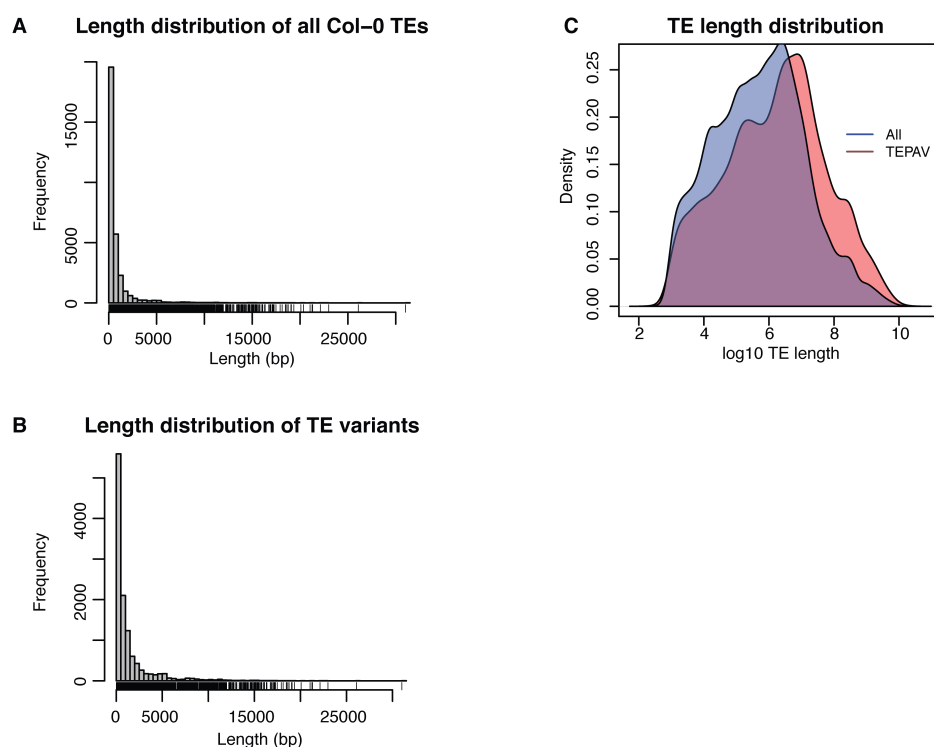 A
Length distribution of all Col−0 TEs
Frequency
15000
5000
0
0 5000 15000 25000
Length (bp)
B
Length distribution of TE variants
Frequency
4000
2000
0
0 5000 15000 25000
Length (bp)
C
TE length distribution
Density
0.25
0.20
0.15
0.10
0.05
0.00
All
TEPAV
2 4 6 8 10
log10 TE length